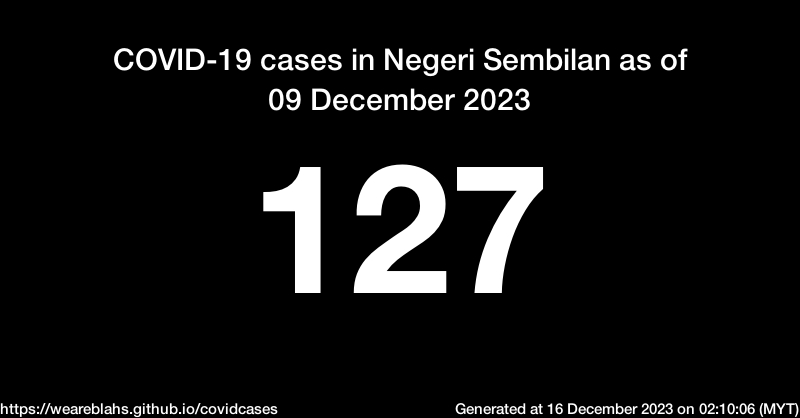 COVID-19 cases in Negeri Sembilan as of
09 December 2023
127
https://weareblahs.github.io/covidcases
Generated at 16 December 2023 on 02:10:06 (MYT)